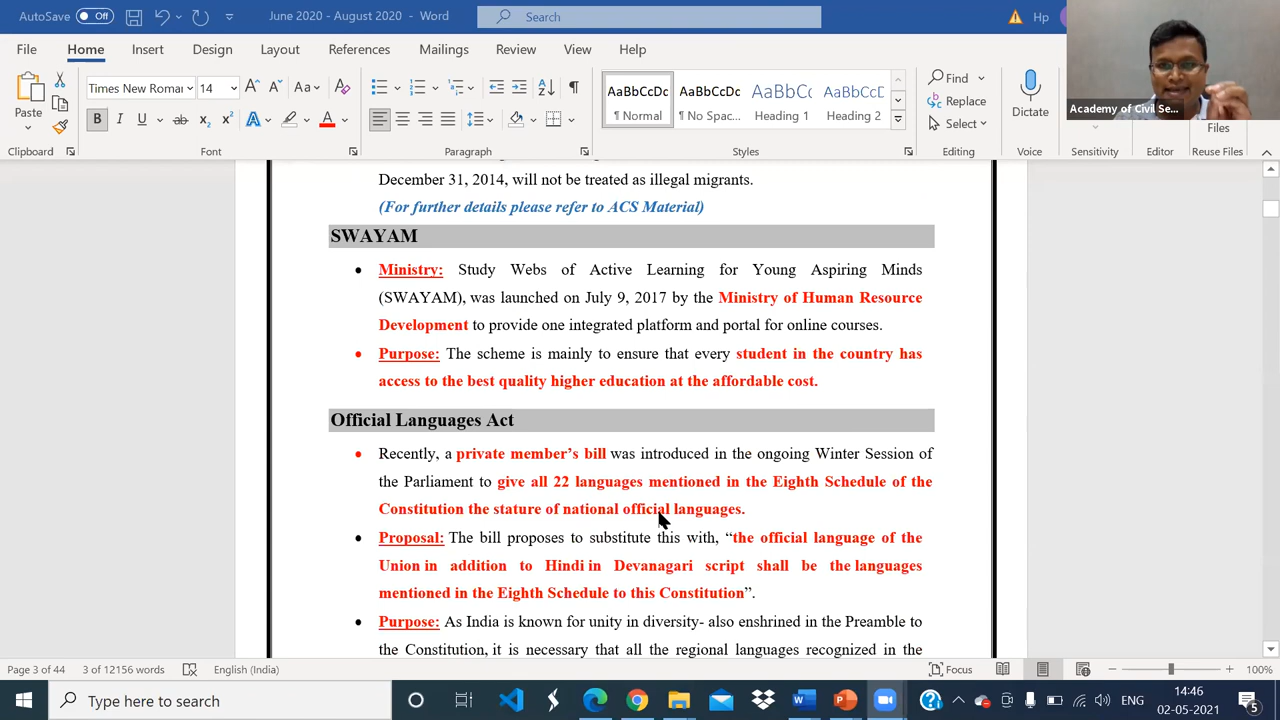 AutoSave Off June 2020 - August 2020 - Word Search Hp
File Home Insert Design Layout References Mailings Review View Help
Paste Times New Roma 14 Aa AaBbCcDc AaBbCcDc AaBbCc AaBbCcC Find Replace Select Dictate
¶ Normal ¶ No Spac... Heading 1 Heading 2 Files
Academy of Civil Se...
Clipboard Font Paragraph Styles Editing Voice Sensitivity Editor Reuse Files
December 31, 2014, will not be treated as illegal migrants.
(For further details please refer to ACS Material)
SWAYAM
• Ministry: Study Webs of Active Learning for Young Aspiring Minds
(SWAYAM), was launched on July 9, 2017 by the Ministry of Human Resource
Development to provide one integrated platform and portal for online courses.
• Purpose: The scheme is mainly to ensure that every student in the country has
access to the best quality higher education at the affordable cost.
Official Languages Act
• Recently, a private member's bill was introduced in the ongoing Winter Session of
the Parliament to give all 22 languages mentioned in the Eighth Schedule of the
Constitution the stature of national official languages.
• Proposal: The bill proposes to substitute this with, “the official language of the
Union in addition to Hindi in Devanagari script shall be the languages
mentioned in the Eighth Schedule to this Constitution”.
• Purpose: As India is known for unity in diversity- also enshrined in the Preamble to
the Constitution, it is necessary that all the regional languages recognized in the
Page 3 of 44 3 of 12156 words English (India) Focus 100%
Type here to search ENG 14:46
02-05-2021 5